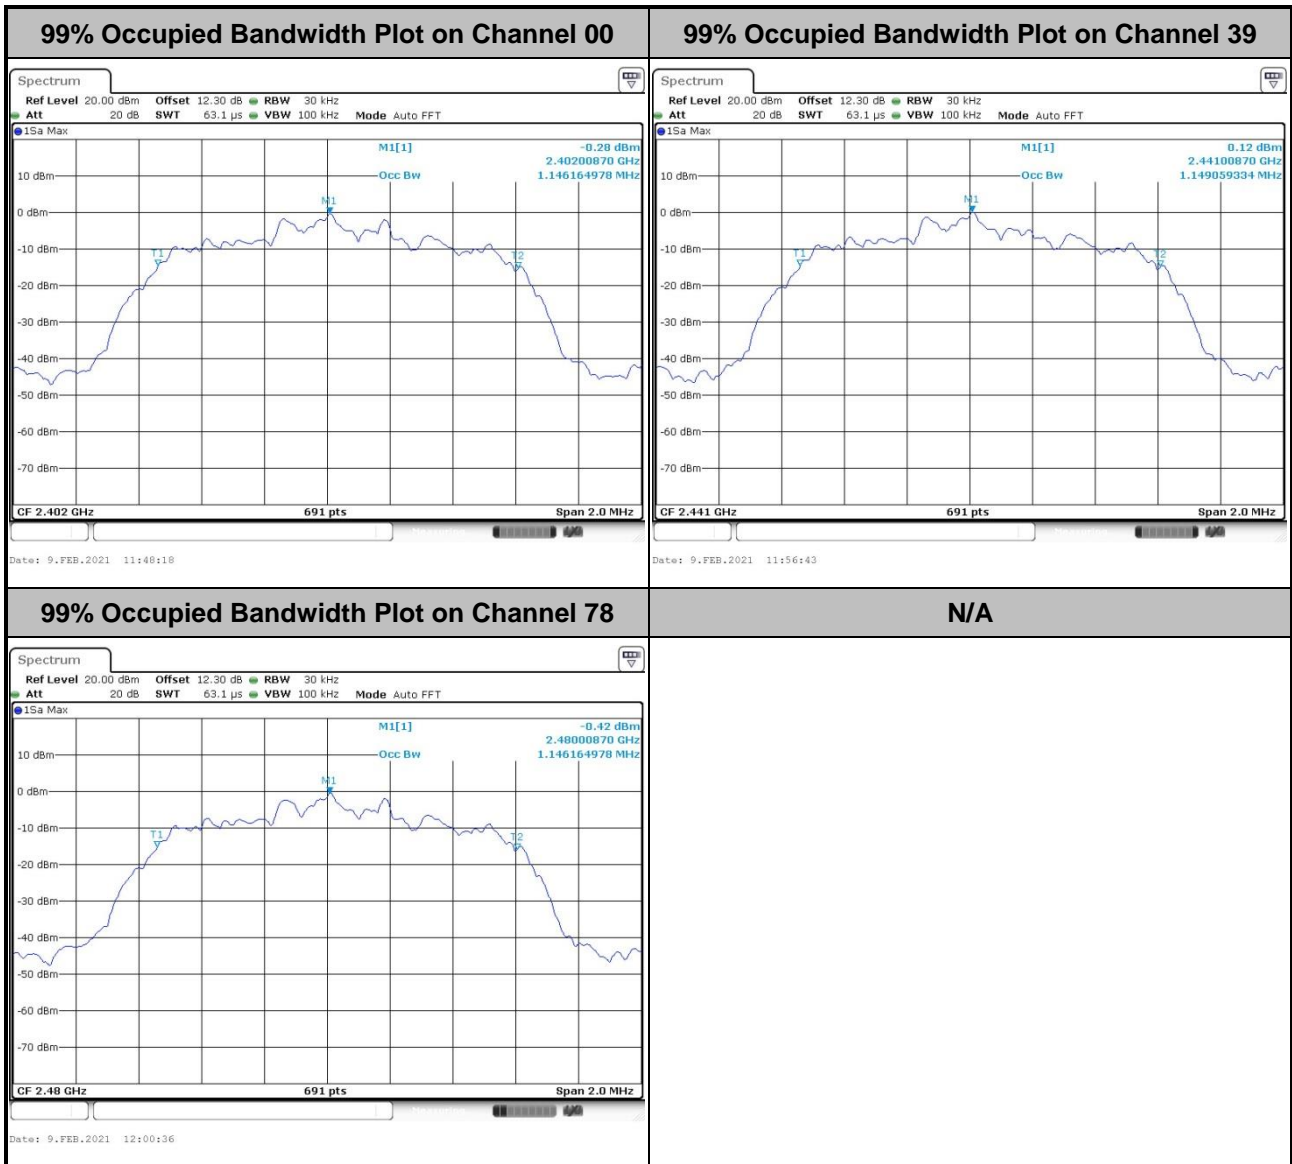 99% Occupied Bandwidth Plot on Channel 00
Spectrum
Ref Level 20.00 dBm Offset 12.30 dB RBW 30 kHz
Att 20 dB SWT 63.1 µs VBW 100 kHz Mode Auto FFT
1Sa Max
M1[1] -0.28 dBm
2.40200870 GHz
Occ Bw 1.146164978 MHz
10 dBm
M1
0 dBm
-10 dBm
T1
T2
-20 dBm
-30 dBm
-40 dBm
-50 dBm
-60 dBm
-70 dBm
CF 2.402 GHz 691 pts Span 2.0 MHz
Date: 9.FEB.2021 11:48:18
99% Occupied Bandwidth Plot on Channel 39
Spectrum
Ref Level 20.00 dBm Offset 12.30 dB RBW 30 kHz
Att 20 dB SWT 63.1 µs VBW 100 kHz Mode Auto FFT
1Sa Max
M1[1] 0.12 dBm
2.44100870 GHz
Occ Bw 1.149059334 MHz
10 dBm
M1
0 dBm
-10 dBm
T1
T2
-20 dBm
-30 dBm
-40 dBm
-50 dBm
-60 dBm
-70 dBm
CF 2.441 GHz 691 pts Span 2.0 MHz
Date: 9.FEB.2021 11:56:43
99% Occupied Bandwidth Plot on Channel 78
Spectrum
Ref Level 20.00 dBm Offset 12.30 dB RBW 30 kHz
Att 20 dB SWT 63.1 µs VBW 100 kHz Mode Auto FFT
1Sa Max
M1[1] -0.42 dBm
2.48000870 GHz
Occ Bw 1.146164978 MHz
10 dBm
M1
0 dBm
-10 dBm
T1
T2
-20 dBm
-30 dBm
-40 dBm
-50 dBm
-60 dBm
-70 dBm
CF 2.48 GHz 691 pts Span 2.0 MHz
Date: 9.FEB.2021 12:00:36
N/A